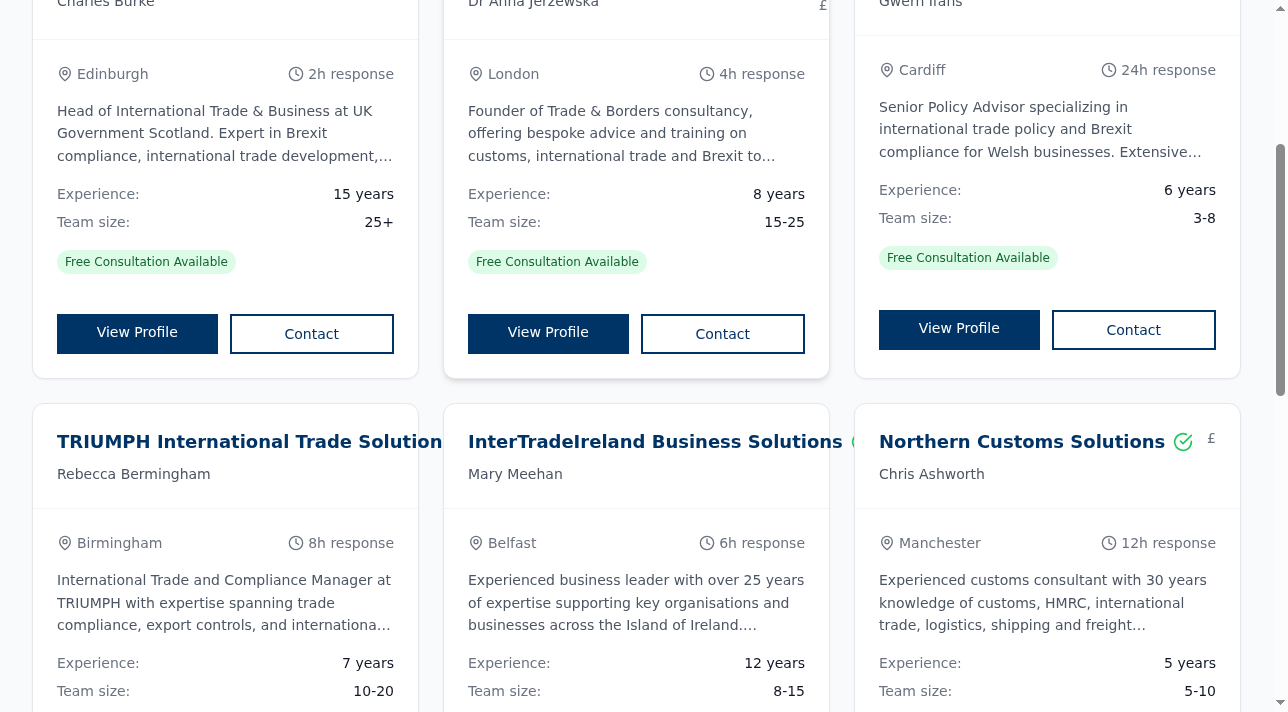 Charles Burke
Edinburgh
2h response
Head of International Trade & Business at UK
Government Scotland. Expert in Brexit
compliance, international trade development,...
Experience:
15 years
Team size:
25+
Free Consultation Available
View Profile
Contact
Dr Anna Jerzewska
£
London
4h response
Founder of Trade & Borders consultancy,
offering bespoke advice and training on
customs, international trade and Brexit to...
Experience:
8 years
Team size:
15-25
Free Consultation Available
View Profile
Contact
Cardiff
24h response
Senior Policy Advisor specializing in
international trade policy and Brexit
compliance for Welsh businesses. Extensive...
Experience:
6 years
Team size:
3-8
Free Consultation Available
View Profile
Contact
TRIUMPH International Trade Solution
Rebecca Bermingham
Birmingham
8h response
International Trade and Compliance Manager at
TRIUMPH with expertise spanning trade
compliance, export controls, and internationa...
Experience:
7 years
Team size:
10-20
InterTradeIreland Business Solutions
Mary Meehan
Belfast
6h response
Experienced business leader with over 25 years
of expertise supporting key organisations and
businesses across the Island of Ireland....
Experience:
12 years
Team size:
8-15
Northern Customs Solutions
£
Chris Ashworth
Manchester
12h response
Experienced customs consultant with 30 years
knowledge of customs, HMRC, international
trade, logistics, shipping and freight...
Experience:
5 years
Team size:
5-10